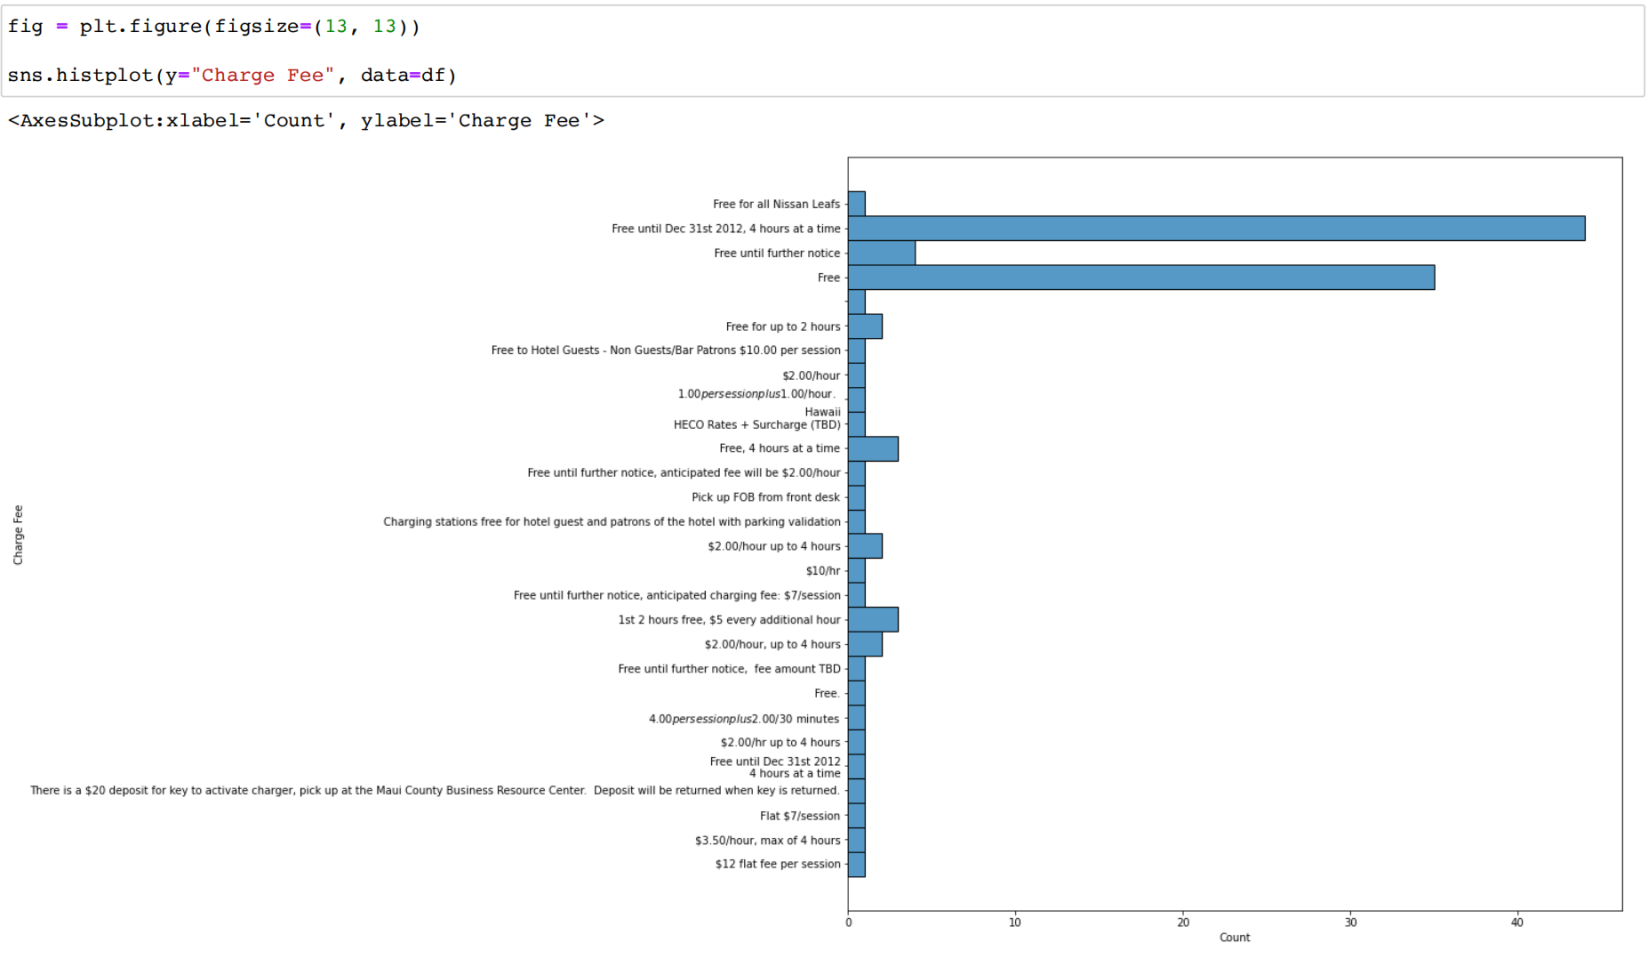 fig = plt.figure(figsize=(13, 13))
sns.histplot(y="Charge Fee", data=df)
<AxesSubplot:xlabel='Count', ylabel='Charge Fee'>
Free for all Nissan Leafs
Free until Dec 31st 2012, 4 hours at a time
Free until further notice
Free
Free for up to 2 hours
Free to Hotel Guests - Non Guests/Bar Patrons $10.00 per session
$2.00/hour
1.00persessionplus1.00/hour.
Hawaii
HECO Rates + Surcharge (TBD)
Free, 4 hours at a time
Free until further notice, anticipated fee will be $2.00/hour
Pick up FOB from front desk
Charging stations free for hotel guest and patrons of the hotel with parking validation
$2.00/hour up to 4 hours
$10/hr
Free until further notice, anticipated charging fee: $7/session
1st 2 hours free, $5 every additional hour
$2.00/hour, up to 4 hours
Free until further notice,  fee amount TBD
Free.
4.00persessionplus2.00/30 minutes
$2.00/hr up to 4 hours
Free until Dec 31st 2012
4 hours at a time
There is a $20 deposit for key to activate charger, pick up at the Maui County Business Resource Center.  Deposit will be returned when key is returned.
Flat $7/session
$3.50/hour, max of 4 hours
$12 flat fee per session
Charge Fee
0 10 20 30 40
Count